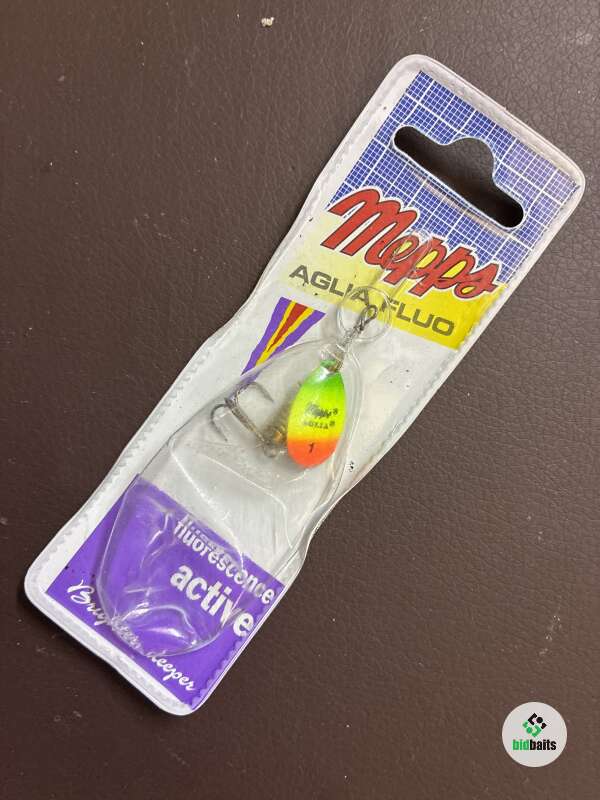 Mepps
AGLIA FLUO
Mepps®
AGLIA®
1
fluorescence
active
Brighter deeper
bidbaits